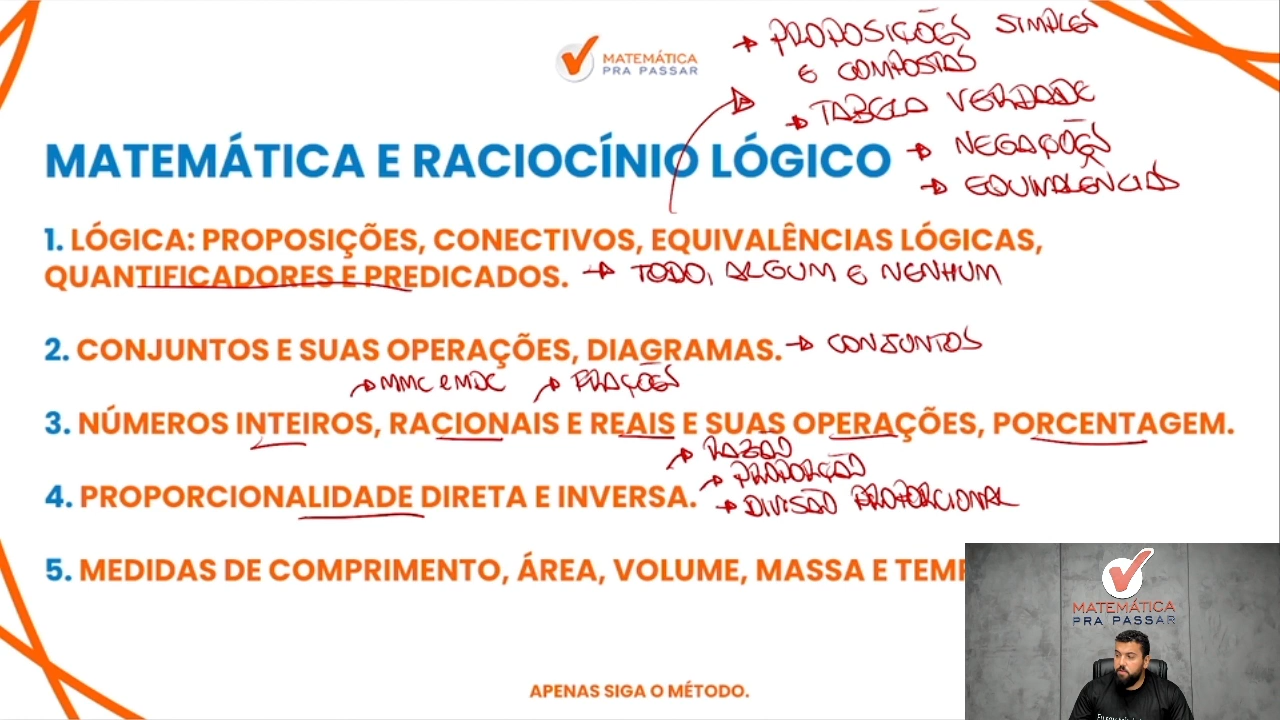 → PROPOSIÇÕES SIMPLES
E COMPOSTAS
→ TABELA VERDADE
→ NEGAÇÕES
→ EQUIVALÊNCIAS
MATEMÁTICA
PRA PASSAR
MATEMÁTICA E RACIOCÍNIO LÓGICO
1. LÓGICA: PROPOSIÇÕES, CONECTIVOS, EQUIVALÊNCIAS LÓGICAS,
QUANTIFICADORES E PREDICADOS. → TODO, ALGUM E NENHUM
2. CONJUNTOS E SUAS OPERAÇÕES, DIAGRAMAS. → CONJUNTOS
→ MMC e MDC → FRAÇÕES
3. NÚMEROS INTEIROS, RACIONAIS E REAIS E SUAS OPERAÇÕES, PORCENTAGEM.
→ RAZÃO
→ PROPORÇÃO
4. PROPORCIONALIDADE DIRETA E INVERSA. → DIVISÃO PROPORCIONAL
5. MEDIDAS DE COMPRIMENTO, ÁREA, VOLUME, MASSA E
MATEMÁTICA
PRA PASSAR
APENAS SIGA O MÉTODO.